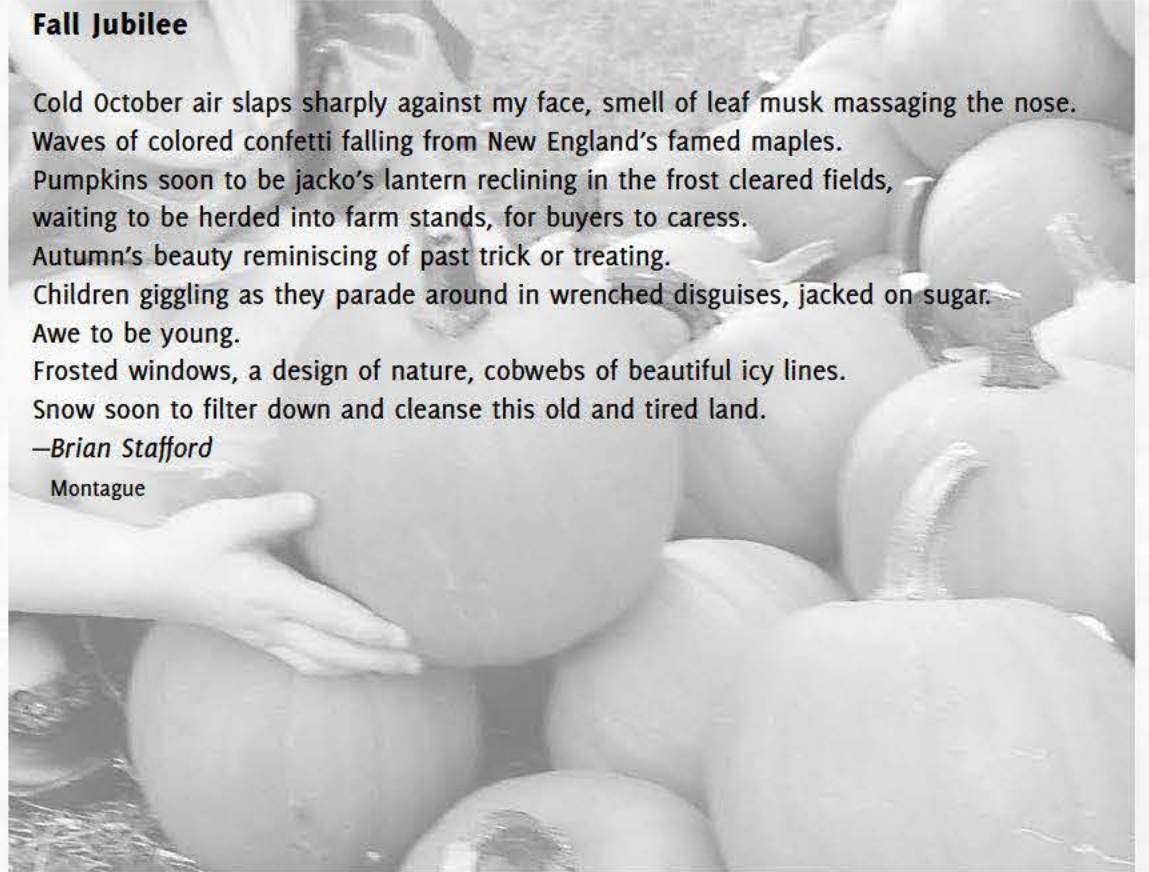 Fall Jubilee
Cold October air slaps sharply against my face, smell of leaf musk massaging the nose.
Waves of colored confetti falling from New England's famed maples.
Pumpkins soon to be jacko's lantern reclining in the frost cleared fields,
waiting to be herded into farm stands, for buyers to caress.
Autumn's beauty reminiscing of past trick or treating.
Children giggling as they parade around in wrenched disguises, jacked on sugar.
Awe to be young.
Frosted windows, a design of nature, cobwebs of beautiful icy lines.
Snow soon to filter down and cleanse this old and tired land.
—Brian Stafford
Montague